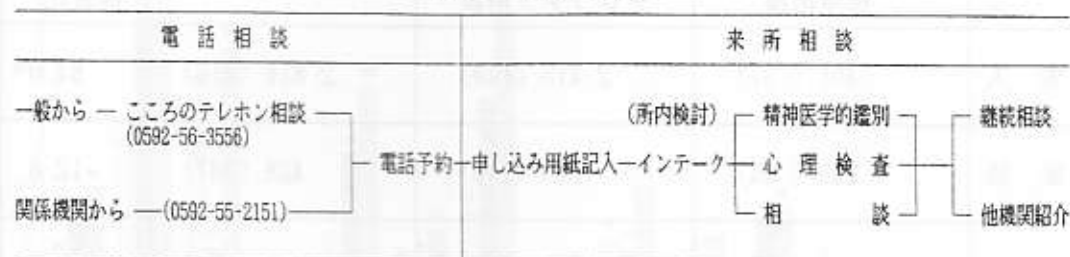 電話相談
来所相談
一般から ― こころのテレホン相談
(0592-56-3556)
関係機関から ―(0592-55-2151)
電話予約―申し込み用紙記入―インテーク
(所内検討)
精神医学的鑑別
心理検査
相談
継続相談
他機関紹介